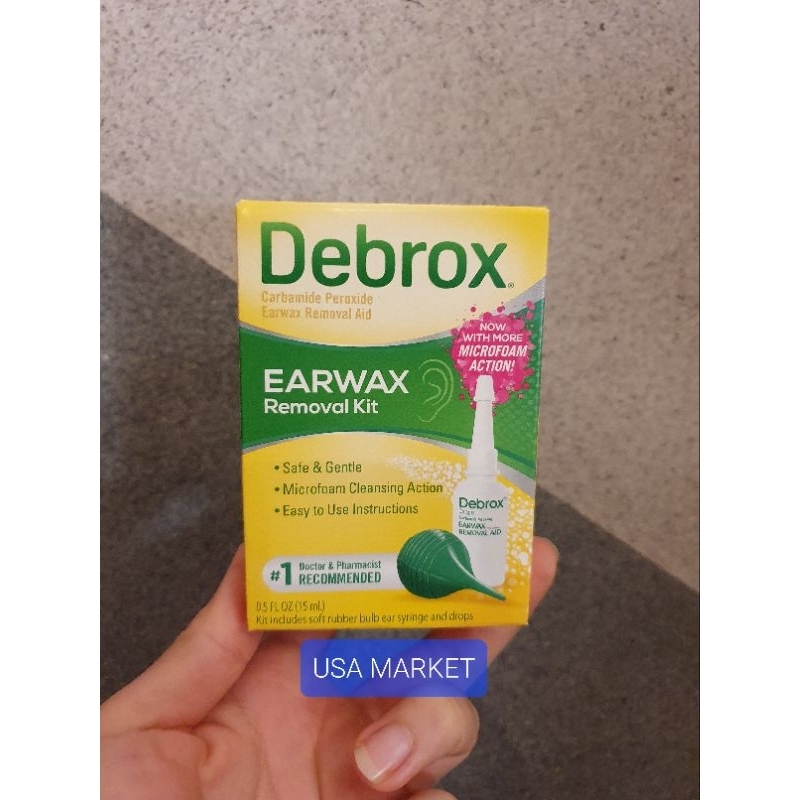 Debrox®
Carbamide Peroxide
Earwax Removal Aid
NOW
WITH MORE
MICROFOAM
ACTION!
EARWAX
Removal Kit
• Safe & Gentle
• Microfoam Cleansing Action
• Easy to Use Instructions
Debrox®
EARWAX
REMOVAL AID
#1 Doctor & Pharmacist
RECOMMENDED
0.5 FL OZ (15 mL)
Kit includes soft rubber bulb ear syringe and drops
USA MARKET